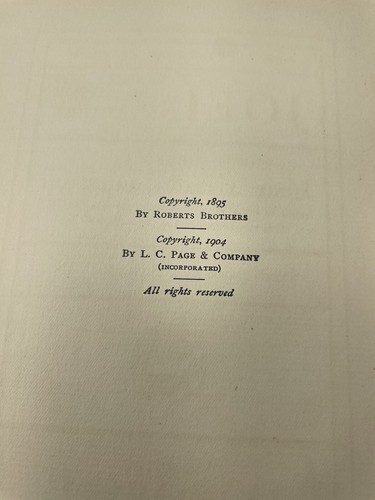 Copyright, 1895
By Roberts Brothers
Copyright, 1904
By L. C. Page & Company
(INCORPORATED)
All rights reserved